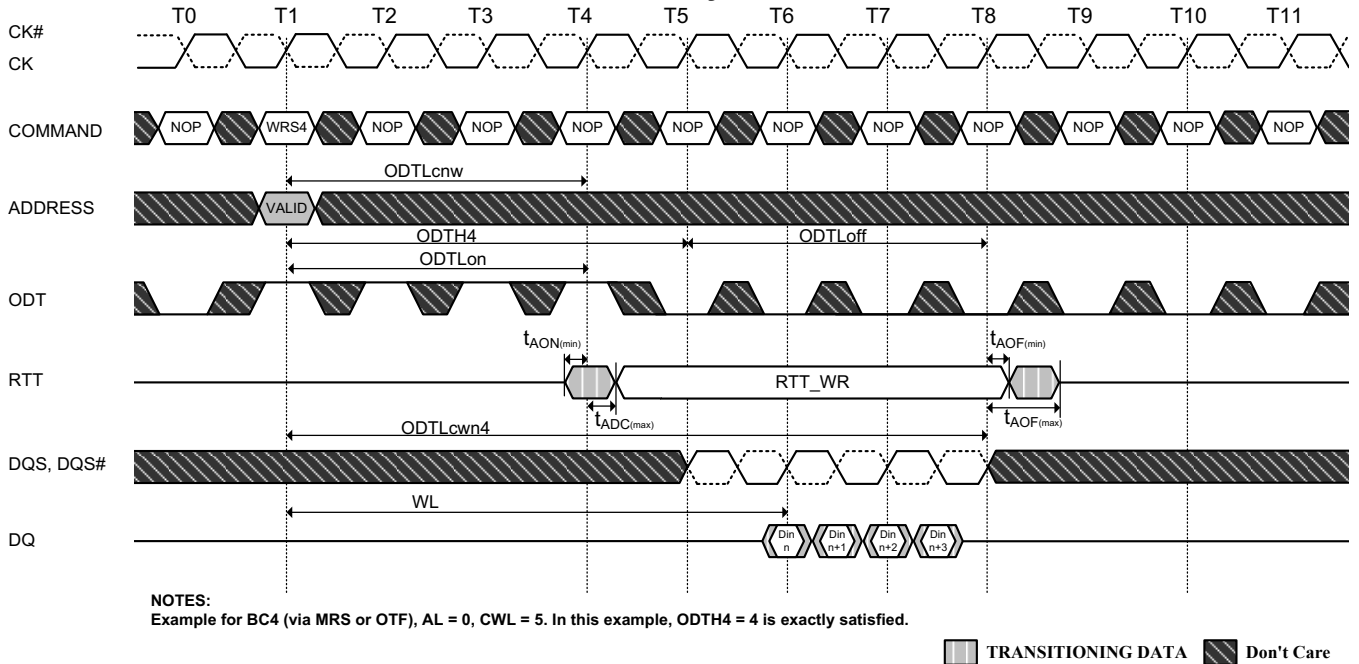 T0 T1 T2 T3 T4 T5 T6 T7 T8 T9 T10 T11
CK#
CK
COMMAND NOP WRS4 NOP NOP NOP NOP NOP NOP NOP NOP NOP NOP
ODTLcnw
ADDRESS VALID
ODTH4 ODTLoff
ODTLon
ODT
tAON(min) tAOF(min)
RTT RTT_WR
tADC(max) tAOF(max)
ODTLcwn4
DQS, DQS#
WL
DQ Din n Din n+1 Din n+2 Din n+3
NOTES:
Example for BC4 (via MRS or OTF), AL = 0, CWL = 5. In this example, ODTH4 = 4 is exactly satisfied.
TRANSITIONING DATA Don't Care